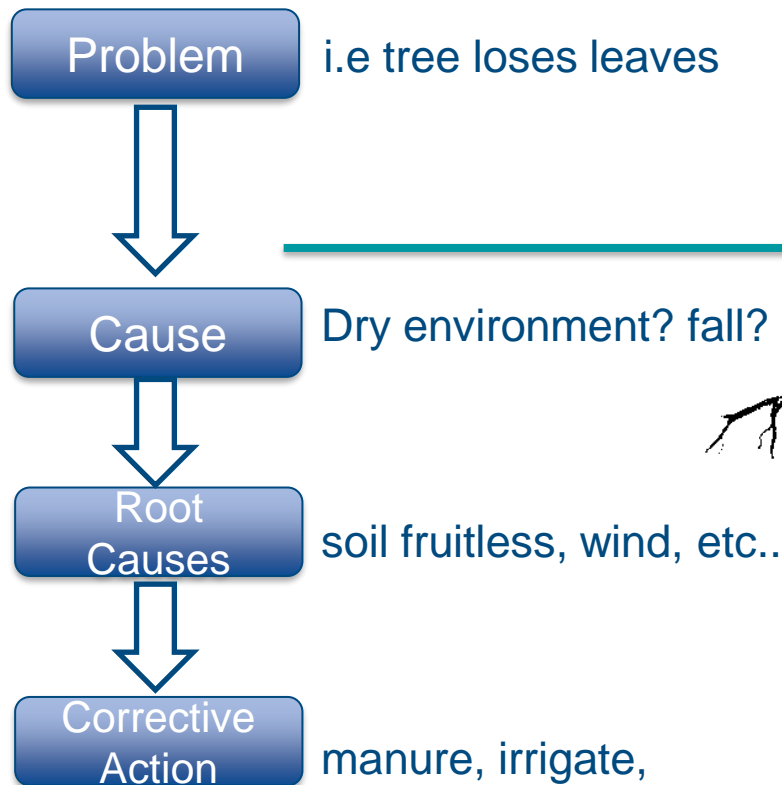 Problem
i.e tree loses leaves
Cause
Dry environment? fall?
Root
Causes
soil fruitless, wind, etc..
Corrective
Action
manure, irrigate,